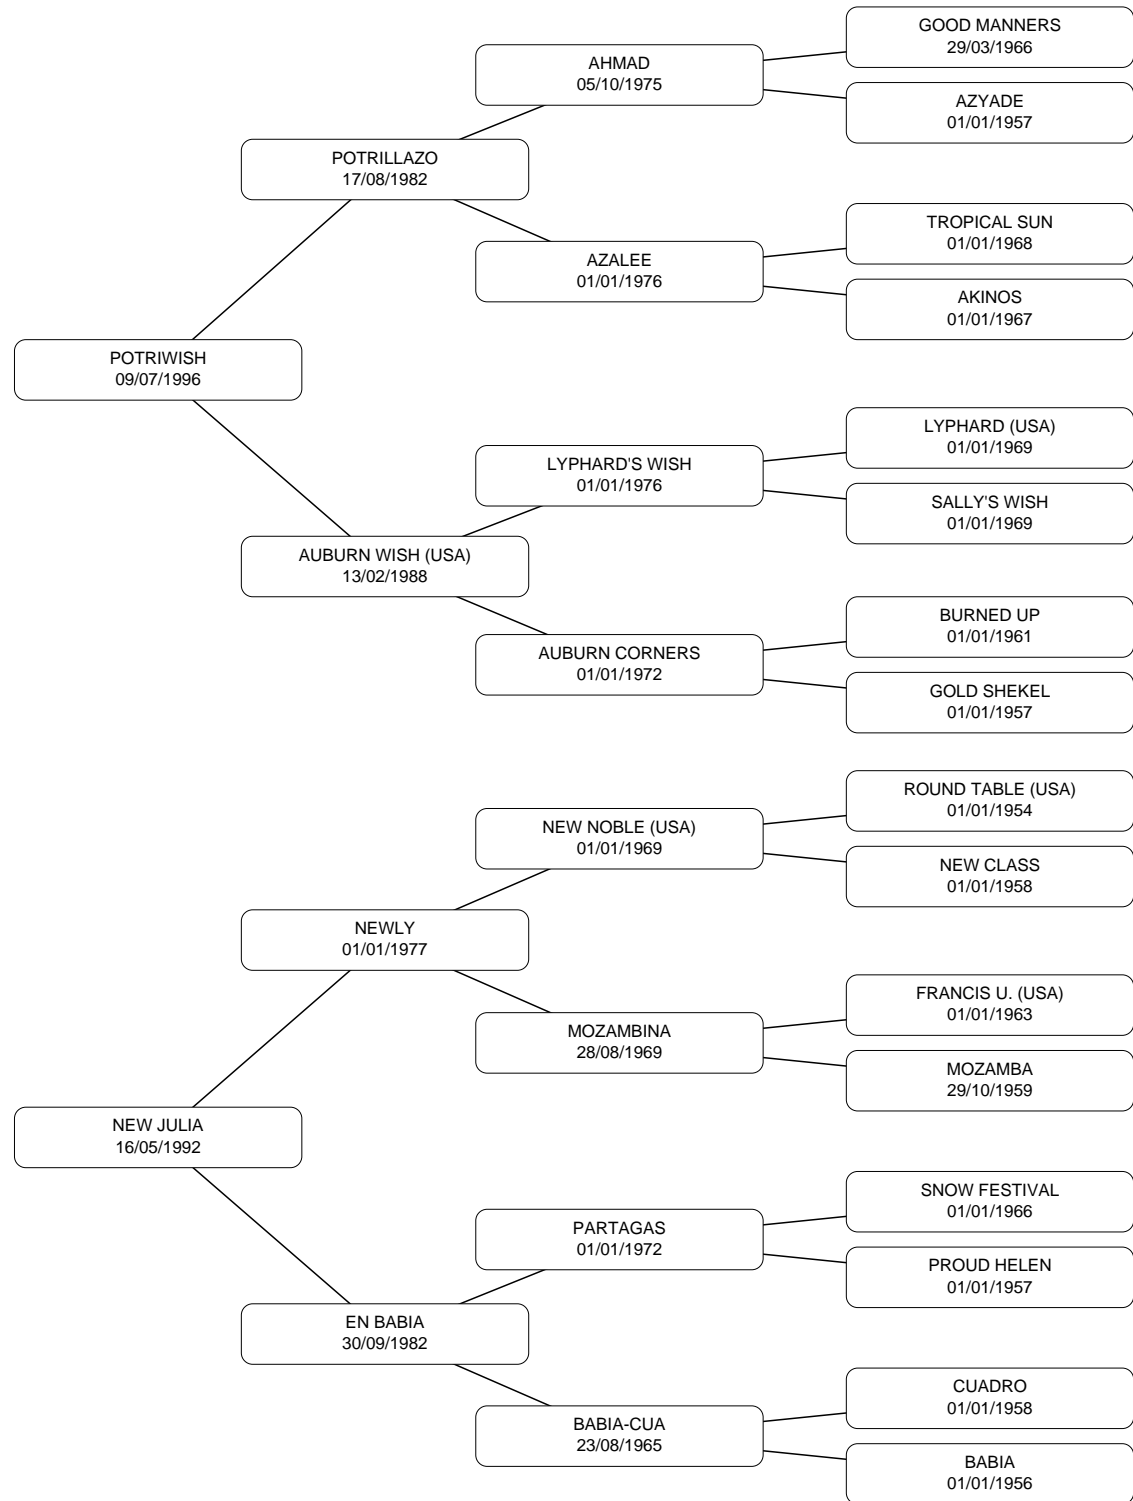 GOOD MANNERS
29/03/1966
AHMAD
05/10/1975
AZYADE
01/01/1957
POTRILLAZO
17/08/1982
TROPICAL SUN
01/01/1968
AZALEE
01/01/1976
AKINOS
01/01/1967
POTRIWISH
09/07/1996
LYPHARD (USA)
01/01/1969
LYPHARD'S WISH
01/01/1976
SALLY'S WISH
01/01/1969
AUBURN WISH (USA)
13/02/1988
BURNED UP
01/01/1961
AUBURN CORNERS
01/01/1972
GOLD SHEKEL
01/01/1957
ROUND TABLE (USA)
01/01/1954
NEW NOBLE (USA)
01/01/1969
NEW CLASS
01/01/1958
NEWLY
01/01/1977
FRANCIS U. (USA)
01/01/1963
MOZAMBINA
28/08/1969
MOZAMBA
29/10/1959
NEW JULIA
16/05/1992
SNOW FESTIVAL
01/01/1966
PARTAGAS
01/01/1972
PROUD HELEN
01/01/1957
EN BABIA
30/09/1982
CUADRO
01/01/1958
BABIA-CUA
23/08/1965
BABIA
01/01/1956